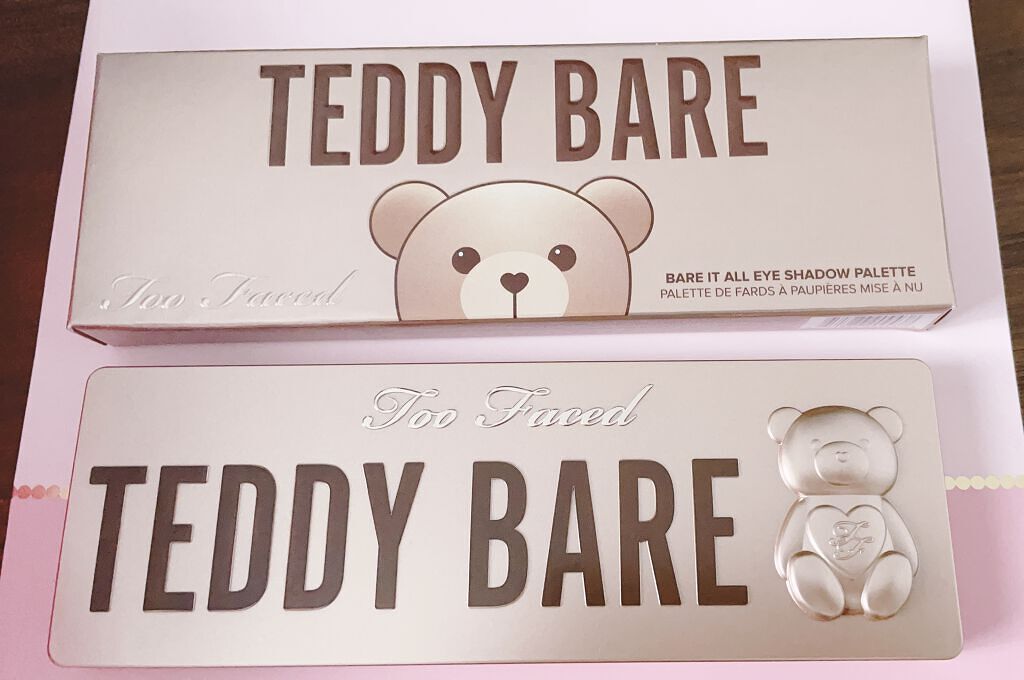 TEDDY BARE
Too Faced
BARE IT ALL EYE SHADOW PALETTE
PALETTE DE FARDS À PAUPIÈRES MISE À NU
Too Faced
TEDDY BARE
TF